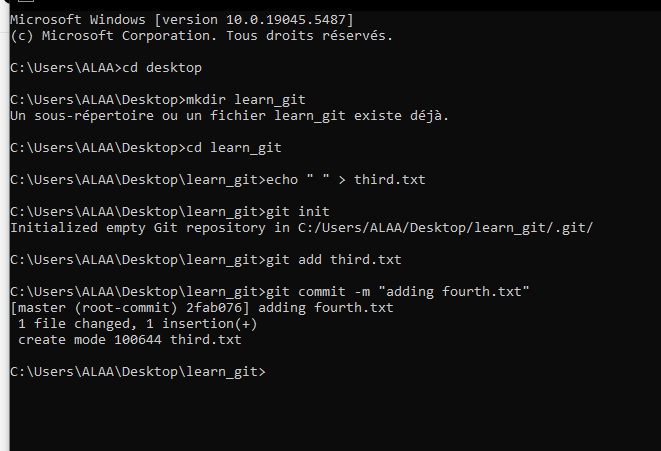 Microsoft Windows [version 10.0.19045.5487]
(c) Microsoft Corporation. Tous droits réservés.
C:\Users\ALAA>cd desktop
C:\Users\ALAA\Desktop>mkdir learn_git
Un sous-répertoire ou un fichier learn_git existe déjà.
C:\Users\ALAA\Desktop>cd learn_git
C:\Users\ALAA\Desktop\learn_git>echo " " > third.txt
C:\Users\ALAA\Desktop\learn_git>git init
Initialized empty Git repository in C:/Users/ALAA/Desktop/learn_git/.git/
C:\Users\ALAA\Desktop\learn_git>git add third.txt
C:\Users\ALAA\Desktop\learn_git>git commit -m "adding fourth.txt"
[master (root-commit) 2fab076] adding fourth.txt
 1 file changed, 1 insertion(+)
 create mode 100644 third.txt
C:\Users\ALAA\Desktop\learn_git>